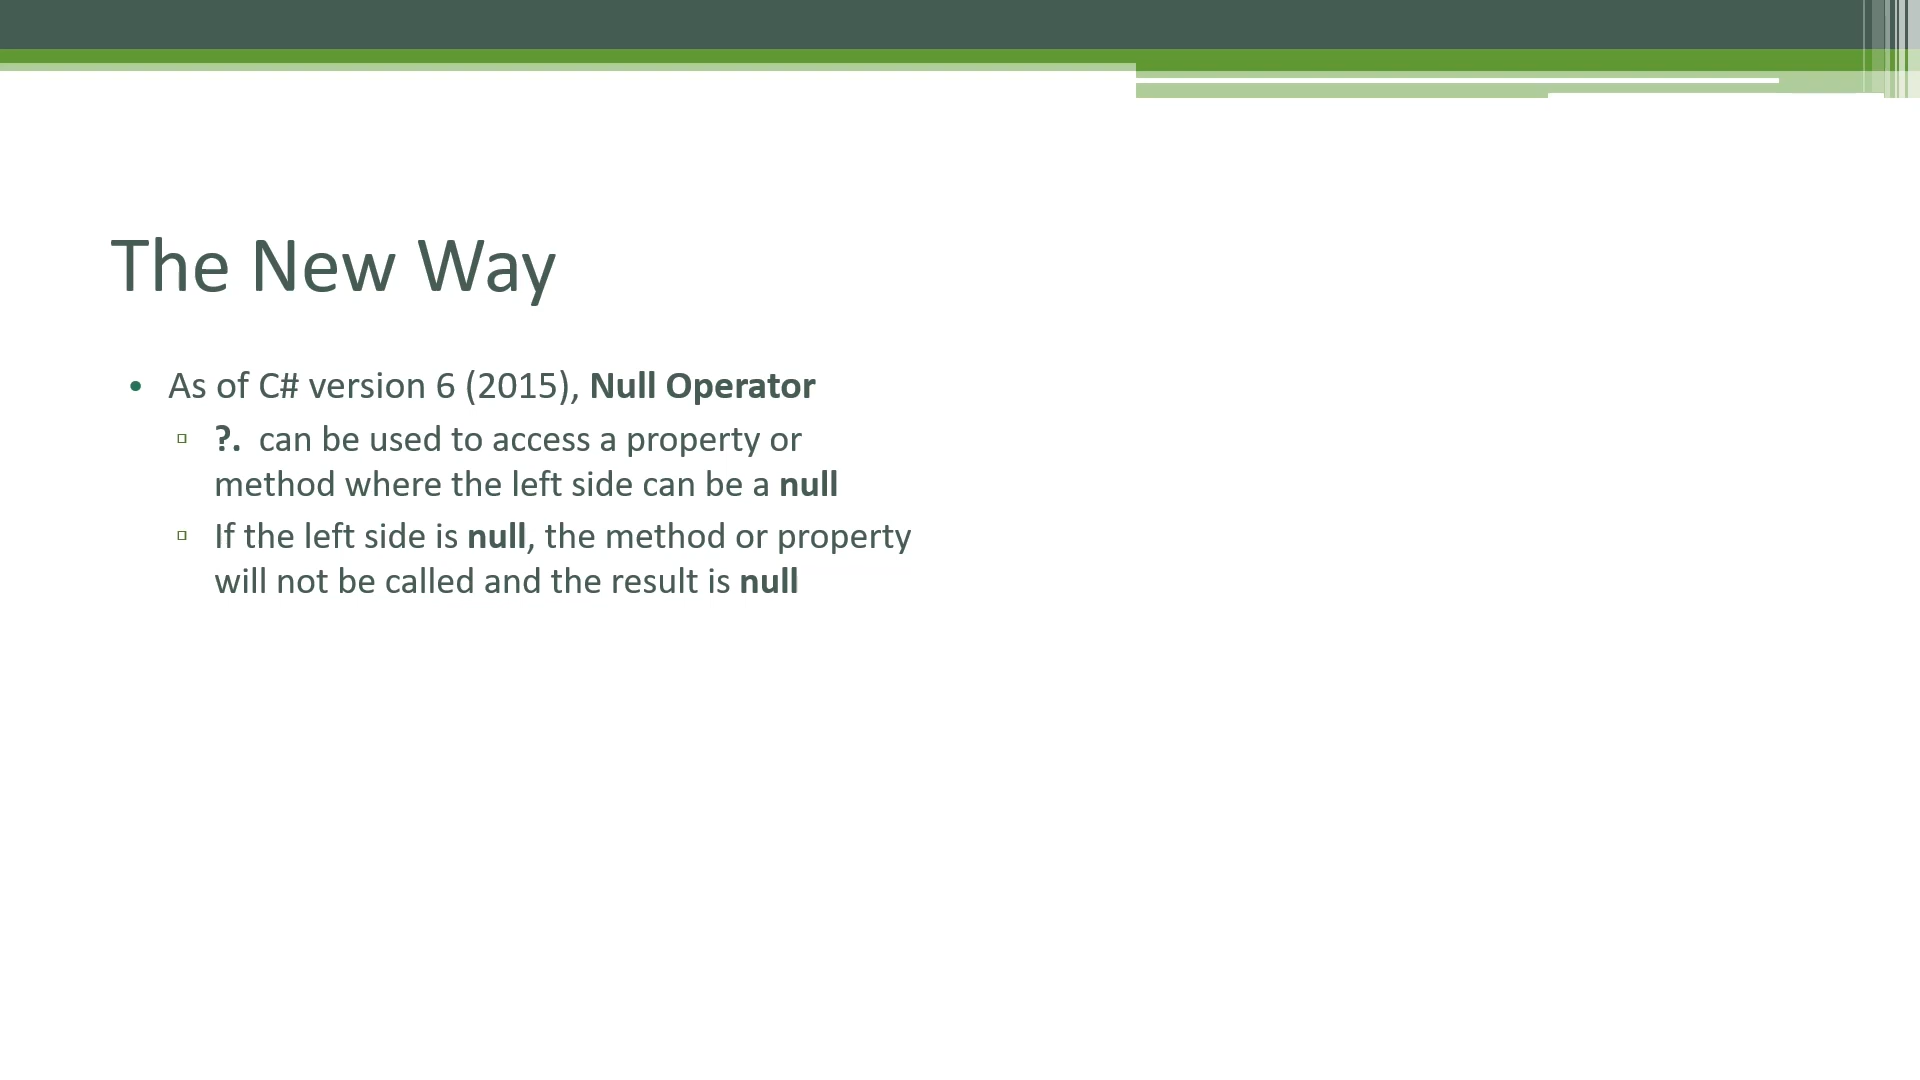 The New Way
• As of C# version 6 (2015), Null Operator
▫ ?. can be used to access a property or
method where the left side can be a null
▫ If the left side is null, the method or property
will not be called and the result is null